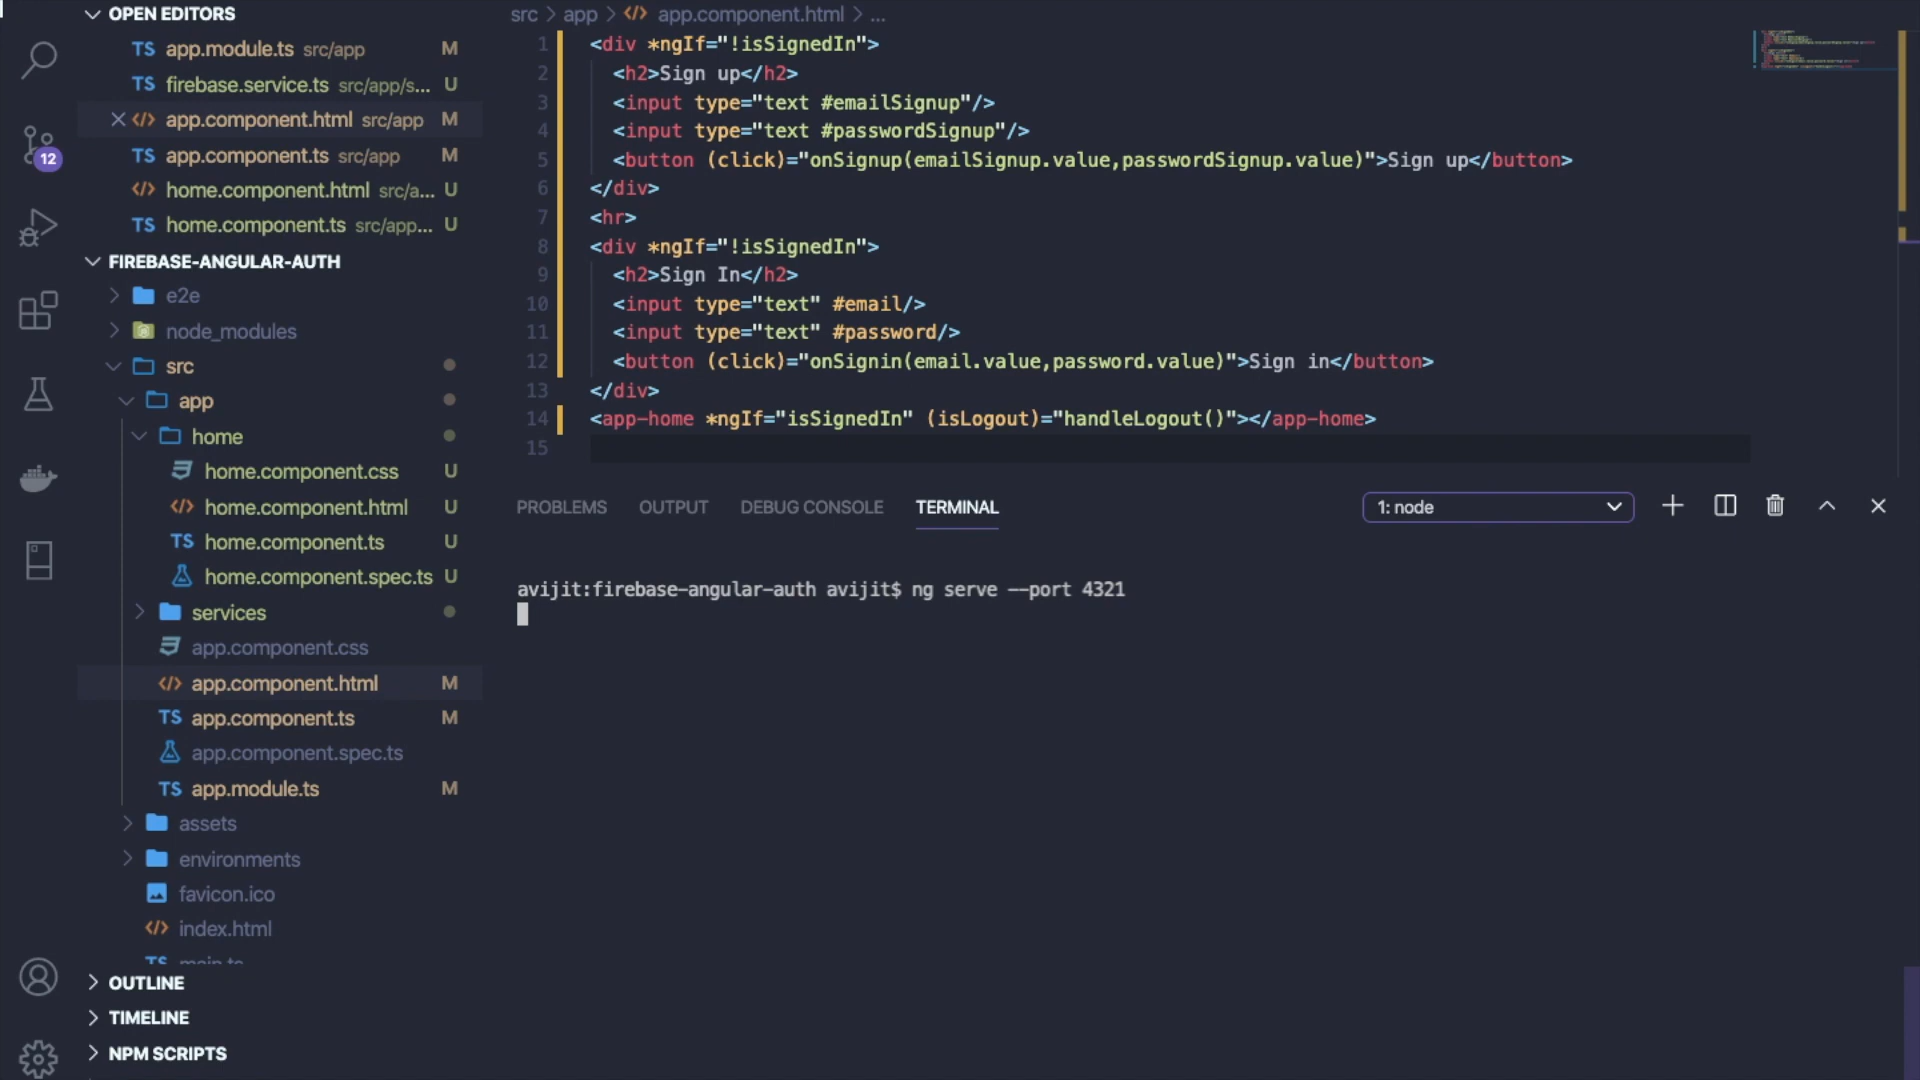 OPEN EDITORS
TS app.module.ts src/app M
TS firebase.service.ts src/app/s... U
app.component.html src/app M
TS app.component.ts src/app M
home.component.html src/a... U
TS home.component.ts src/app... U
12
FIREBASE-ANGULAR-AUTH
e2e
node_modules
src
app
home
home.component.css U
home.component.html U
TS home.component.ts U
home.component.spec.ts U
services
app.component.css
app.component.html M
TS app.component.ts M
app.component.spec.ts
TS app.module.ts M
assets
environments
favicon.ico
index.html
TS main.ts
OUTLINE
TIMELINE
NPM SCRIPTS
src > app > app.component.html > ...
1 <div *ngIf="!isSignedIn">
2 <h2>Sign up</h2>
3 <input type="text #emailSignup"/>
4 <input type="text #passwordSignup"/>
5 <button (click)="onSignup(emailSignup.value,passwordSignup.value)">Sign up</button>
6 </div>
7 <hr>
8 <div *ngIf="!isSignedIn">
9 <h2>Sign In</h2>
10 <input type="text" #email/>
11 <input type="text" #password/>
12 <button (click)="onSignin(email.value,password.value)">Sign in</button>
13 </div>
14 <app-home *ngIf="isSignedIn" (isLogout)="handleLogout()"></app-home>
15
PROBLEMS OUTPUT DEBUG CONSOLE TERMINAL 1: node
avijit:firebase-angular-auth avijit$ ng serve --port 4321